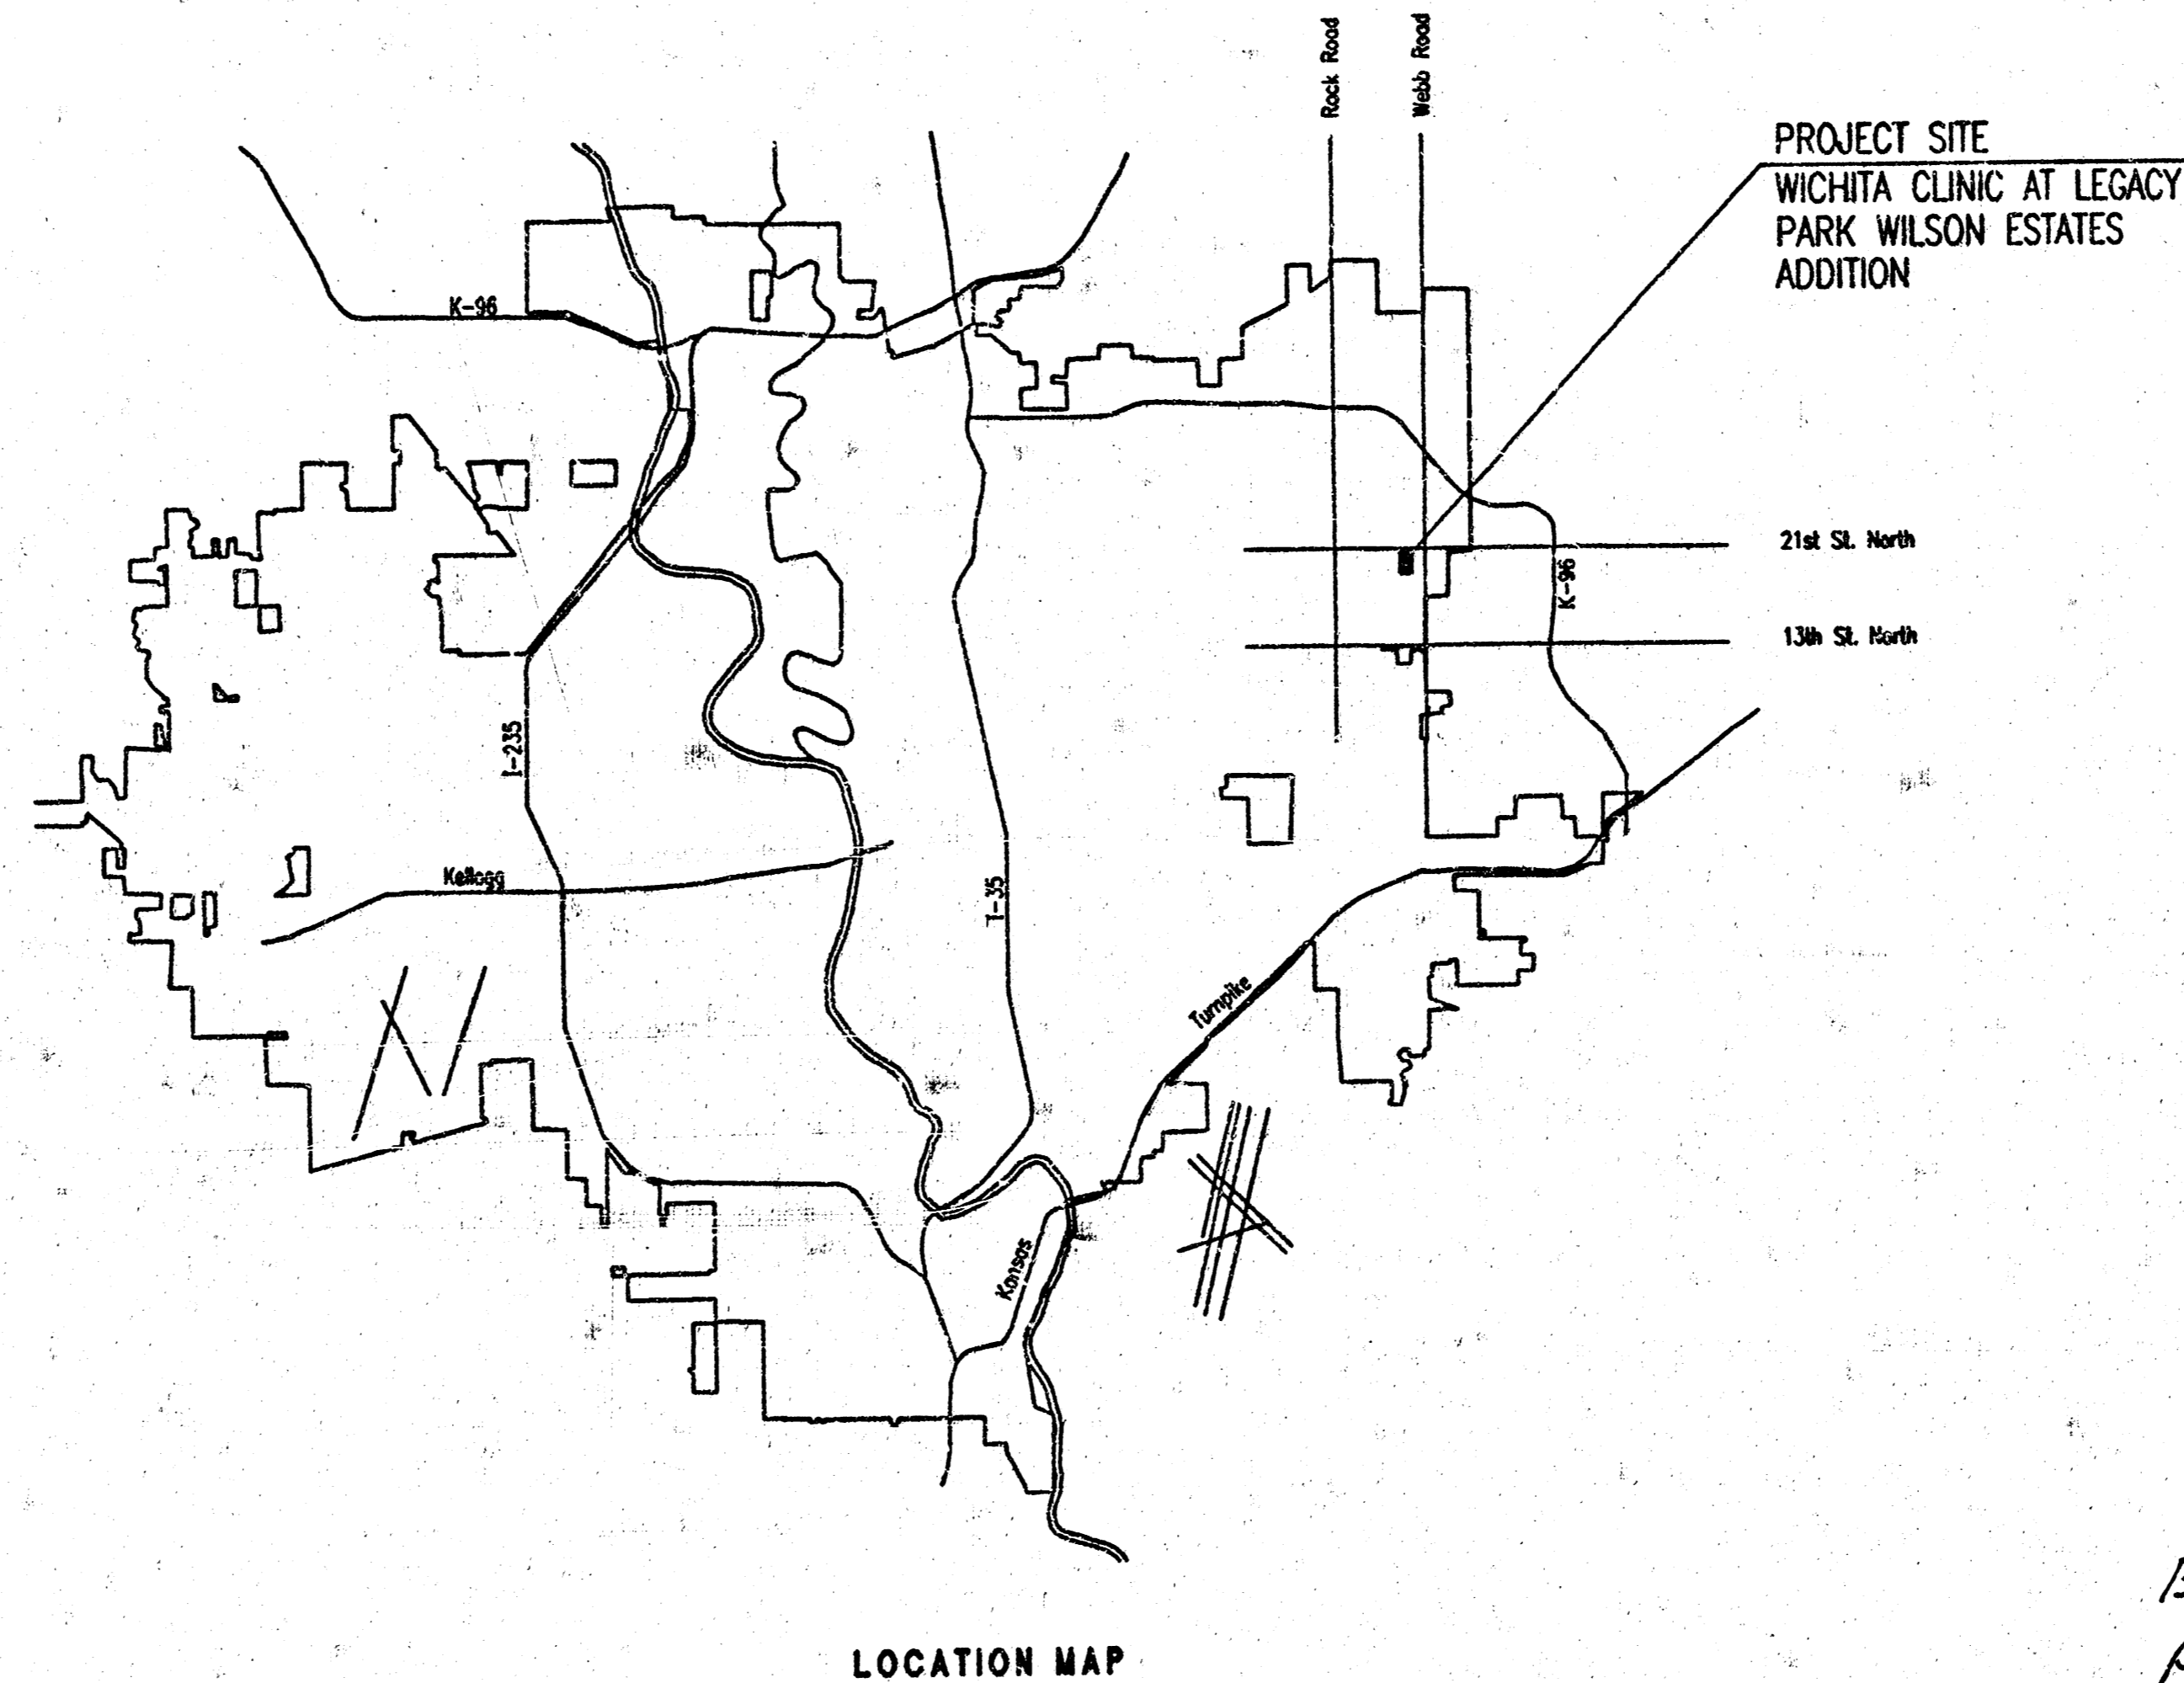 Rock Road
Webb Road
PROJECT SITE
WICHITA CLINIC AT LEGACY
PARK WILSON ESTATES
ADDITION
K-96
21st St. North
K-96
13th St. North
I-235
Kellogg
I-35
Turnpike
Kansas
LOCATION MAP